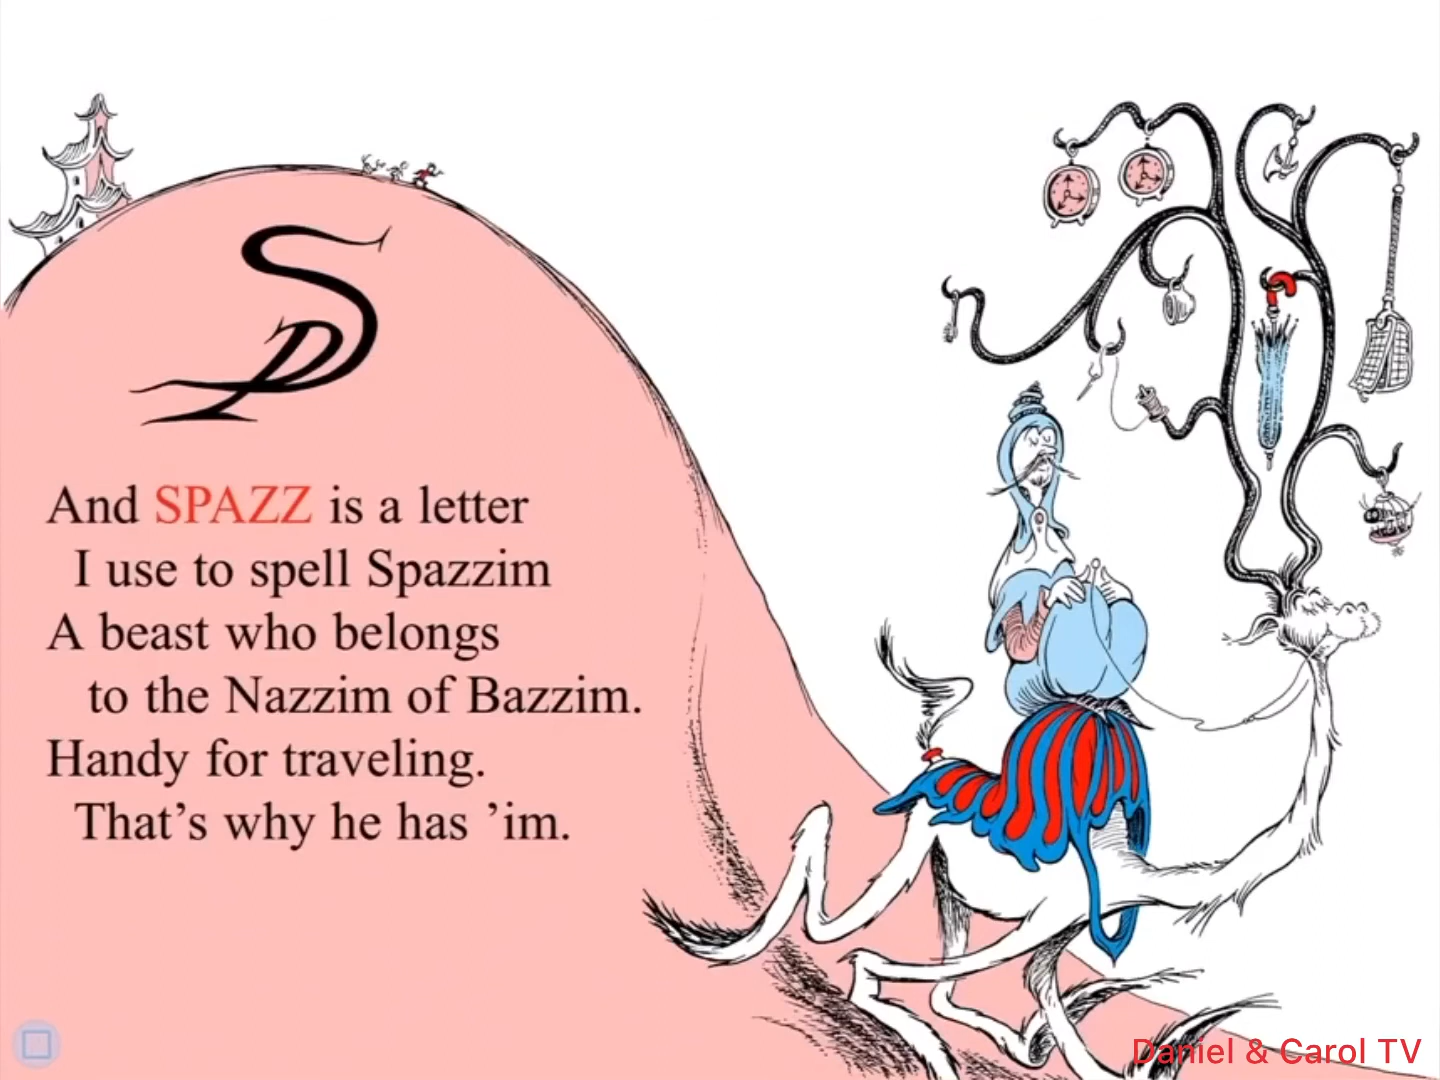 And SPAZZ is a letter
I use to spell Spazzim
A beast who belongs
to the Nazzim of Bazzim.
Handy for traveling.
That’s why he has ’im.
Daniel & Carol TV